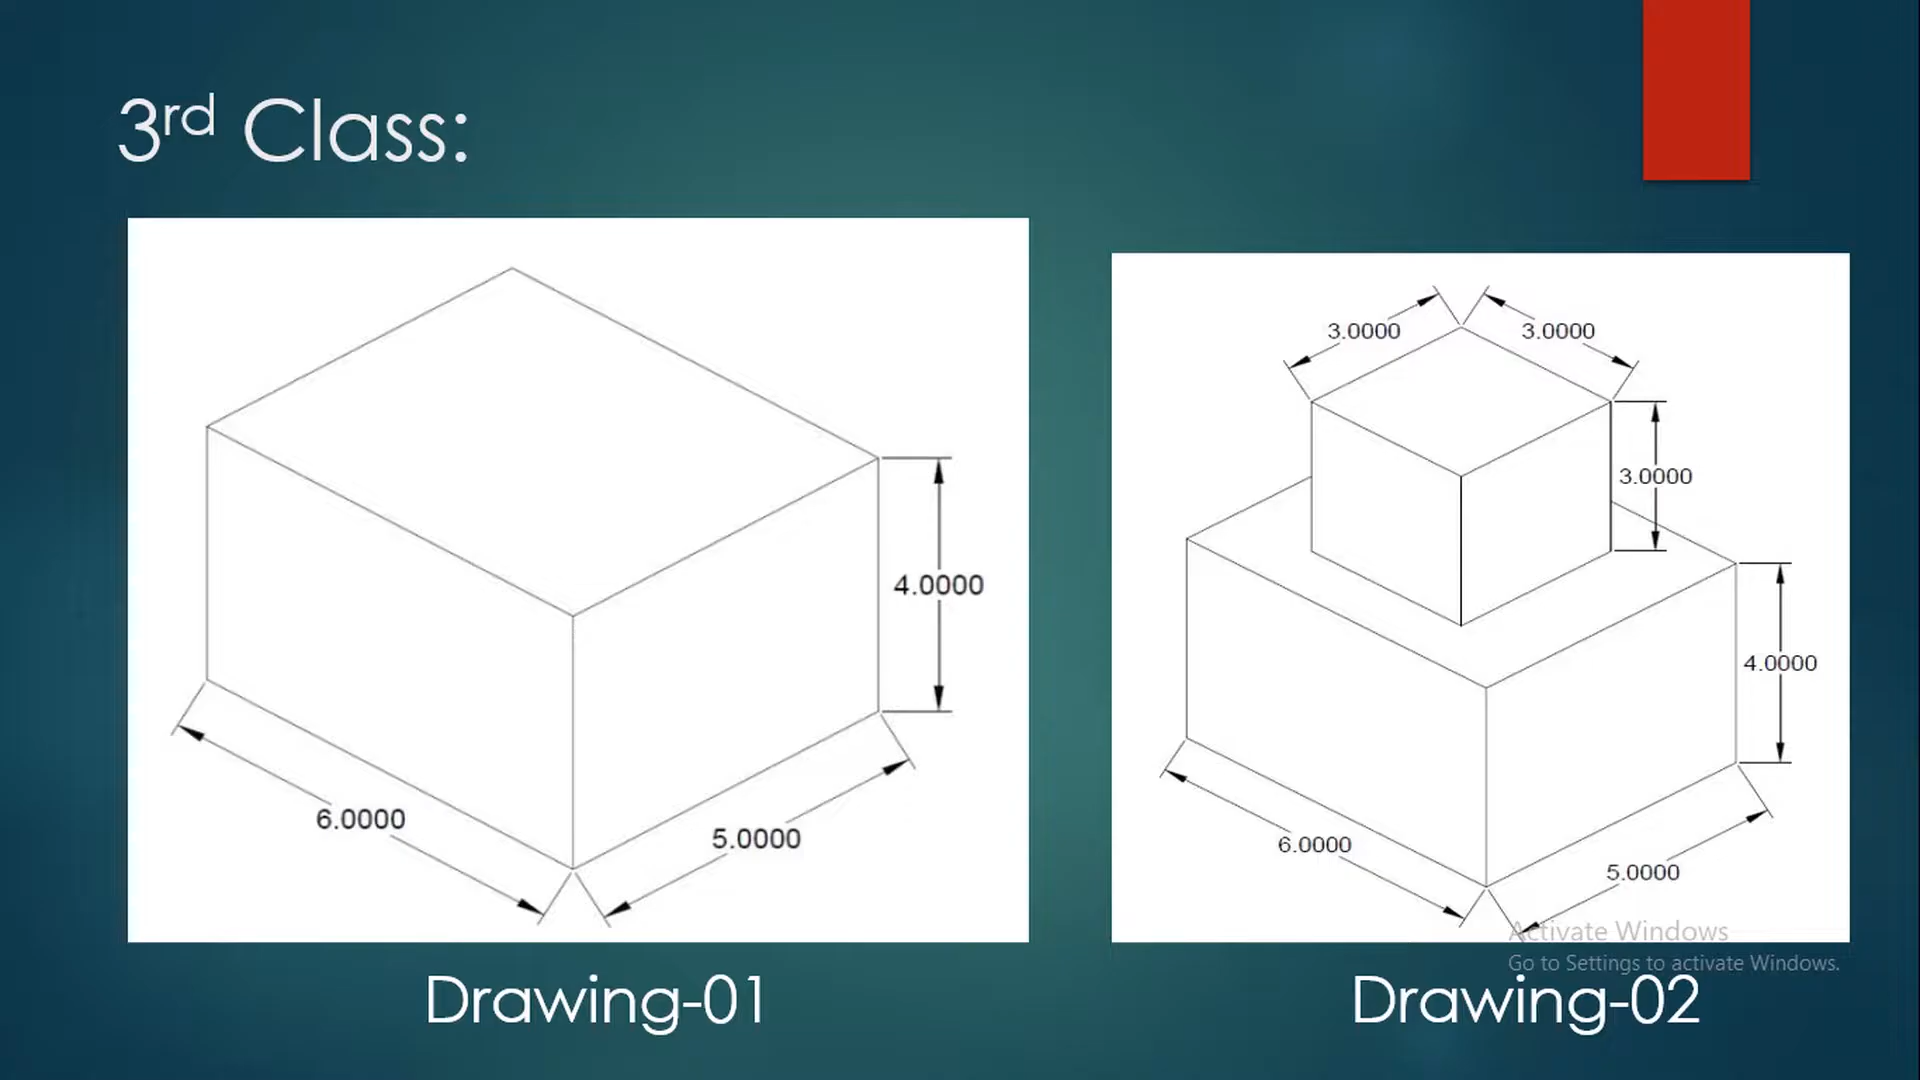 3rd Class:
4.0000
6.0000
5.0000
Drawing-01
3.0000
3.0000
3.0000
4.0000
6.0000
5.0000
Activate Windows
Go to Settings to activate Windows.
Drawing-02